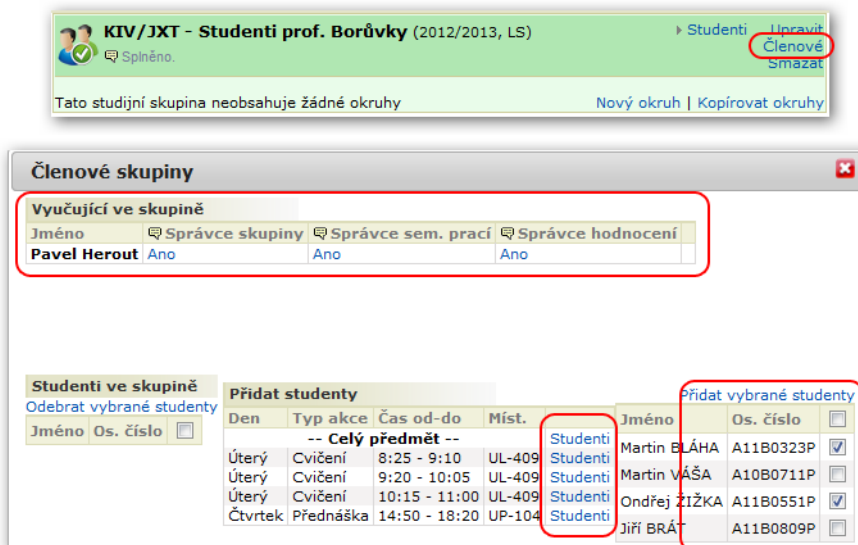 KIV/JXT - Studenti prof. Borůvky (2012/2013, LS)
Studenti Upravit
Členové
Smazat
Splněno.
Tato studijní skupina neobsahuje žádné okruhy Nový okruh | Kopírovat okruhy
Členové skupiny
Vyučující ve skupině
Jméno Správce skupiny Správce sem. prací Správce hodnocení
Pavel Herout Ano Ano Ano
Studenti ve skupině
Odebrat vybrané studenty
Jméno Os. číslo
Přidat studenty
Den Typ akce Čas od-do Míst.
-- Celý předmět -- Studenti
Úterý Cvičení 8:25 - 9:10 UL-409 Studenti
Úterý Cvičení 9:20 - 10:05 UL-409 Studenti
Úterý Cvičení 10:15 - 11:00 UL-409 Studenti
Čtvrtek Přednáška 14:50 - 18:20 UP-104 Studenti
Přidat vybrané studenty
Jméno Os. číslo
Martin BLÁHA A11B0323P
Martin VÁŠA A10B0711P
Ondřej ŽIŽKA A11B0551P
Jiří BRÁT A11B0809P